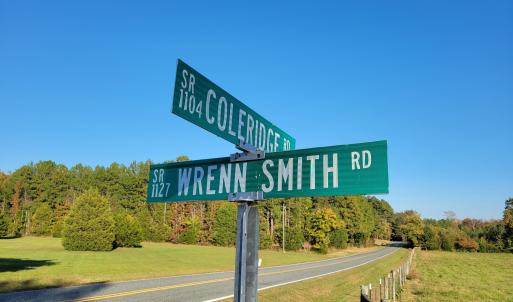 SR
1104 COLERIDGE RD
SR
1127 WRENN SMITH RD